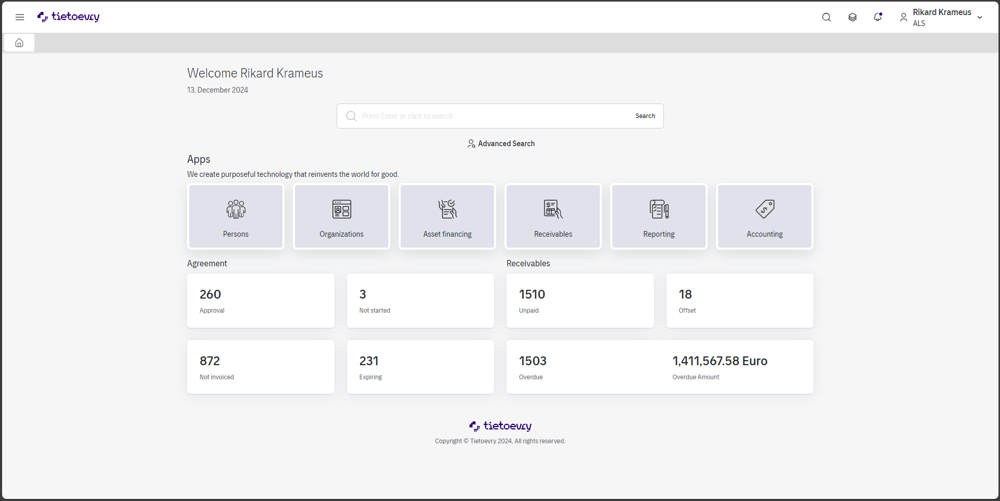 tietoevry
Rikard Krameus
ALS
Welcome Rikard Krameus
13, December 2024
Press Enter or click to search
Search
Advanced Search
Apps
We create purposeful technology that reinvents the world for good.
Persons
Organizations
Asset financing
Receivables
Reporting
Accounting
Agreement
Receivables
260
Approval
3
Not started
1510
Unpaid
18
Offset
872
Not invoiced
231
Expiring
1503
Overdue
1,411,567.58 Euro
Overdue Amount
tietoevry
Copyright © Tietoevry 2024, All rights reserved.